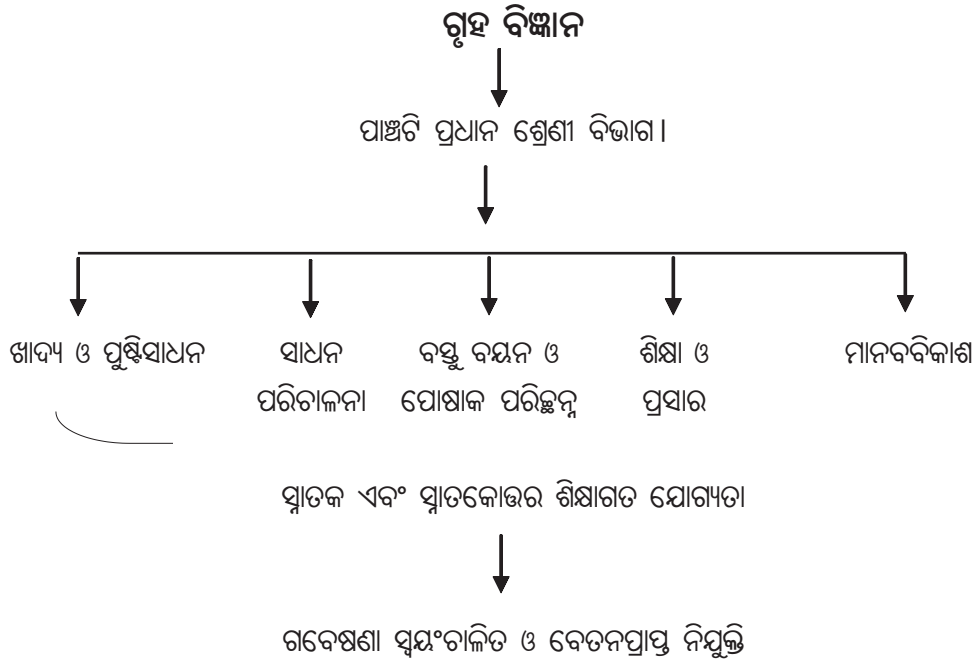 ଗୃହ ବିଜ୍ଞାନ
ପାଞ୍ଚଟି ପ୍ରଧାନ ଶ୍ରେଣୀ ବିଭାଗ।
ଖାଦ୍ୟ ଓ ପୁଷ୍ଟିସାଧନ
ସାଧନ
ପରିଚାଳନା
ବସ୍ତ୍ର ବୟନ ଓ
ପୋଷାକ ପରିଚ୍ଛନ୍ନ
ଶିକ୍ଷା ଓ
ପ୍ରସାର
ମାନବବିକାଶ
ସ୍ନାତକ ଏବଂ ସ୍ନାତକୋତ୍ତର ଶିକ୍ଷାଗତ ଯୋଗ୍ୟତା
ଗବେଷଣା ସ୍ୱୟଂଚାଳିତ ଓ ବେତନପ୍ରାପ୍ତ ନିଯୁକ୍ତି